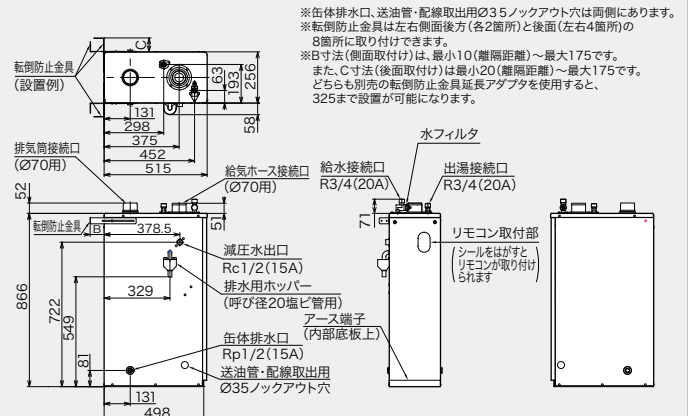 ※缶体排水口、送油管・配線取出用Ø35ノックアウト穴は両側にあります。
※転倒防止金具は左右側面後方(各2箇所)と後面(左右4箇所)の
8箇所に取り付けできます。
※B寸法(側面取付け)は、最小10(離隔距離)～最大175です。
また、C寸法(後面取付け)は最小20(離隔距離)～最大175です。
どちらも別売の転倒防止金具延長アダプタを使用すると、
325まで設置が可能になります。
C
転倒防止金具
(設置例)
63
193
256
58
131
298
375
452
515
排気筒接続口
(Ø70用)
給気ホース接続口
(Ø70用)
52
51
転倒防止金具
B
378.5
減圧水出口
Rc1/2(15A)
329
排水用ホッパー
(呼び径20塩ビ管用)
866
722
549
81
缶体排水口
Rp1/2(15A)
送油管・配線取出用
Ø35ノックアウト穴
131
498
水フィルタ
給水接続口
R3/4(20A)
出湯接続口
R3/4(20A)
71
リモコン取付部
(シールをはがすと
リモコンが取り付け
られます)
アース端子
(内部底板上)